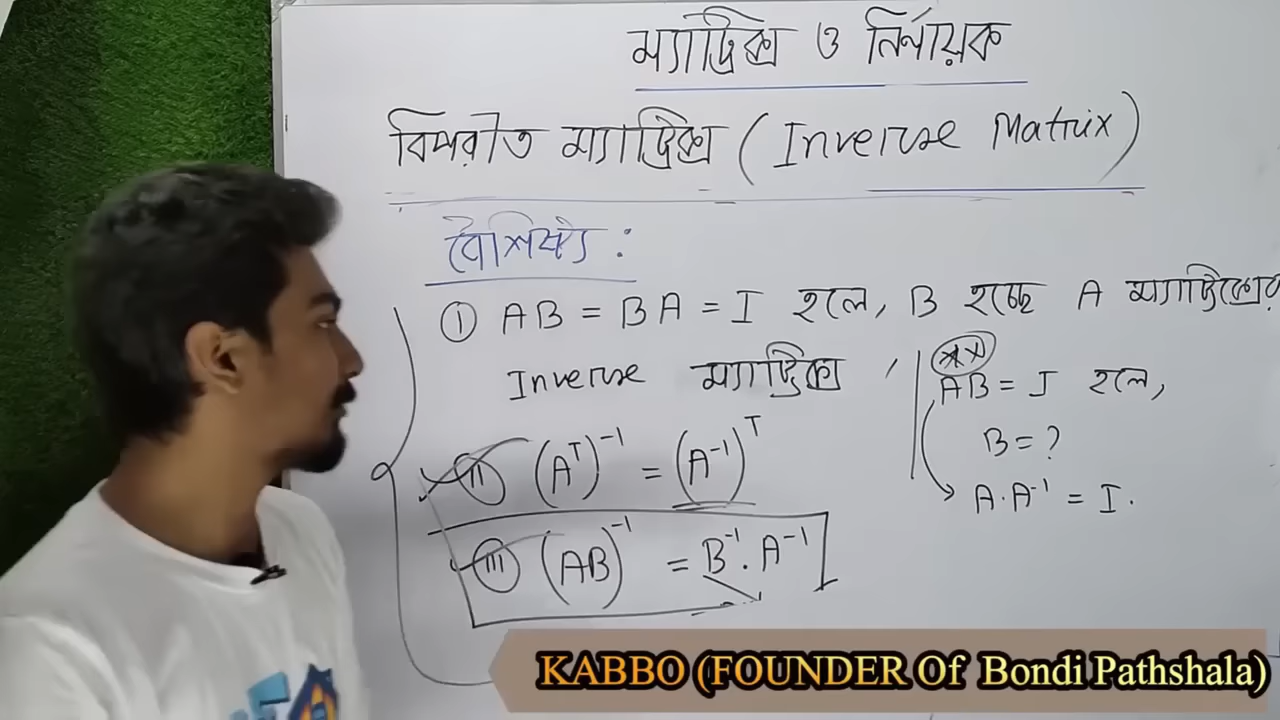 ম্যাট্রিক্স ও নির্ণায়ক
বিপরীত ম্যাট্রিক্স (Inverse Matrix)
বৈশিষ্ট্য :
① AB = BA = I হলে, B হচ্ছে A ম্যাট্রিক্সের
Inverse ম্যাট্রিক্স
AB = I হলে,
B = ?
A·A⁻¹ = I.
ⅱ (Aᵀ)⁻¹ = (A⁻¹)ᵀ
ⅲ (AB)⁻¹ = B⁻¹·A⁻¹
KABBO (FOUNDER Of Bondi Pathshala)